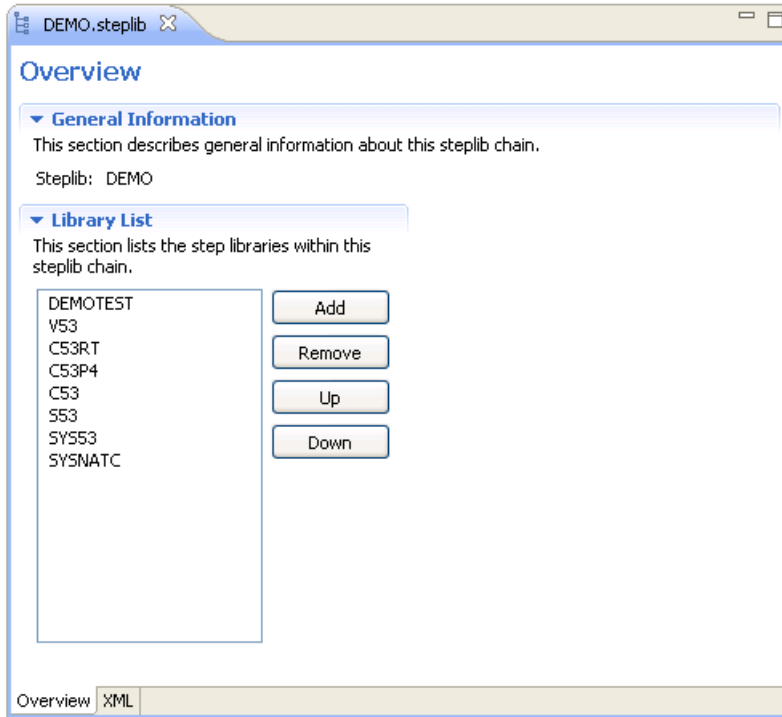 DEMO.steplib
Overview
General Information
This section describes general information about this steplib chain.
Steplib: DEMO
Library List
This section lists the step libraries within this
steplib chain.
DEMOTEST
V53
C53RT
C53P4
C53
S53
SYS53
SYSNATC
Add
Remove
Up
Down
Overview XML